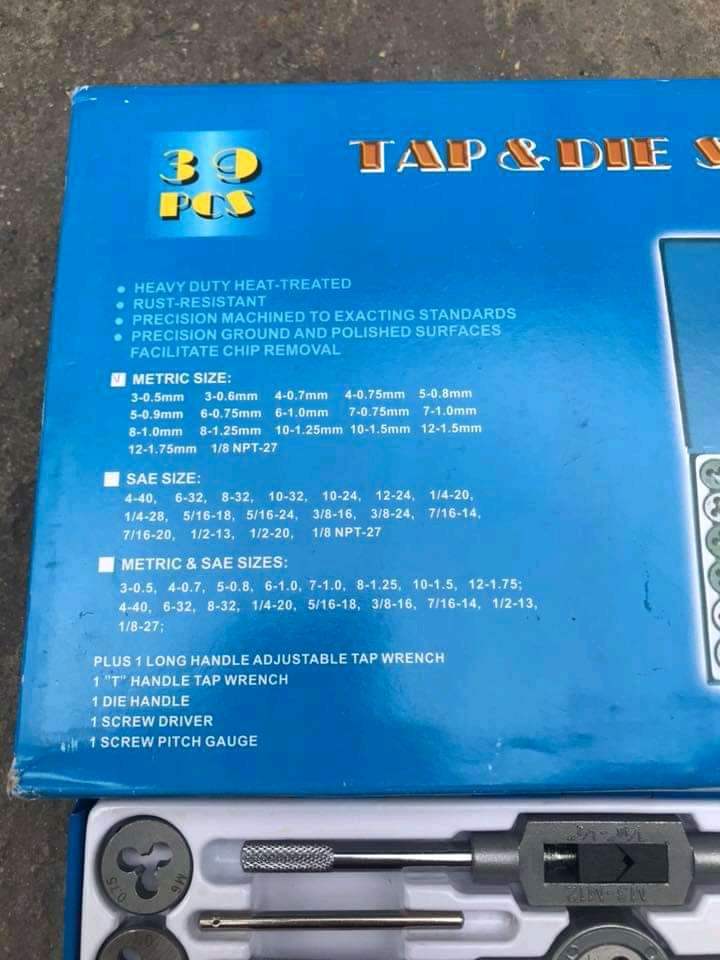 39
PCS
TAP & DIE S
• HEAVY DUTY HEAT-TREATED
• RUST-RESISTANT
• PRECISION MACHINED TO EXACTING STANDARDS
• PRECISION GROUND AND POLISHED SURFACES
FACILITATE CHIP REMOVAL
METRIC SIZE:
3-0.5mm 3-0.6mm 4-0.7mm 4-0.75mm 5-0.8mm
5-0.9mm 6-0.75mm 6-1.0mm 7-0.75mm 7-1.0mm
8-1.0mm 8-1.25mm 10-1.25mm 10-1.5mm 12-1.5mm
12-1.75mm 1/8 NPT-27
SAE SIZE:
4-40, 6-32, 8-32, 10-32, 10-24, 12-24, 1/4-20,
1/4-28, 5/16-18, 5/16-24, 3/8-16, 3/8-24, 7/16-14,
7/16-20, 1/2-13, 1/2-20, 1/8 NPT-27
METRIC & SAE SIZES:
3-0.5, 4-0.7, 5-0.8, 6-1.0, 7-1.0, 8-1.25, 10-1.5, 12-1.75;
4-40, 6-32, 8-32, 1/4-20, 5/16-18, 3/8-16, 7/16-14, 1/2-13,
1/8-27;
PLUS 1 LONG HANDLE ADJUSTABLE TAP WRENCH
1 "T" HANDLE TAP WRENCH
1 DIE HANDLE
1 SCREW DRIVER
1 SCREW PITCH GAUGE
M6
M3-M12